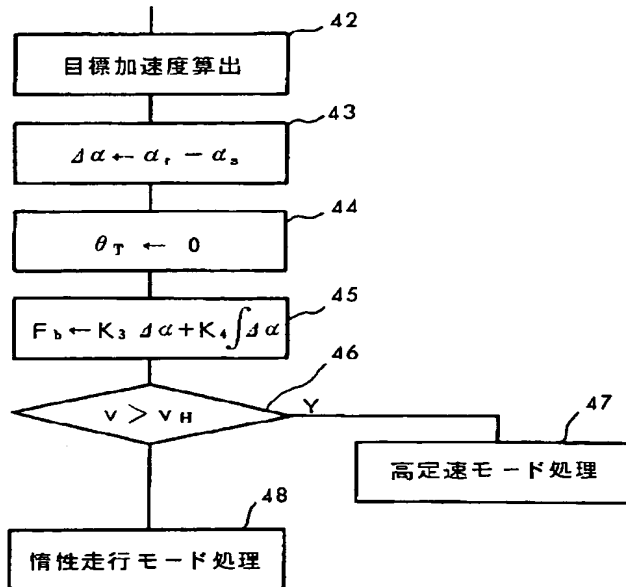 42
目標加速度算出
43
Δα ← αr − αs
44
θT ← 0
45
Fb ← K3 Δα + K4 ∫ Δα
46
v > vH
Y
47
高定速モード処理
48
惰性走行モード処理